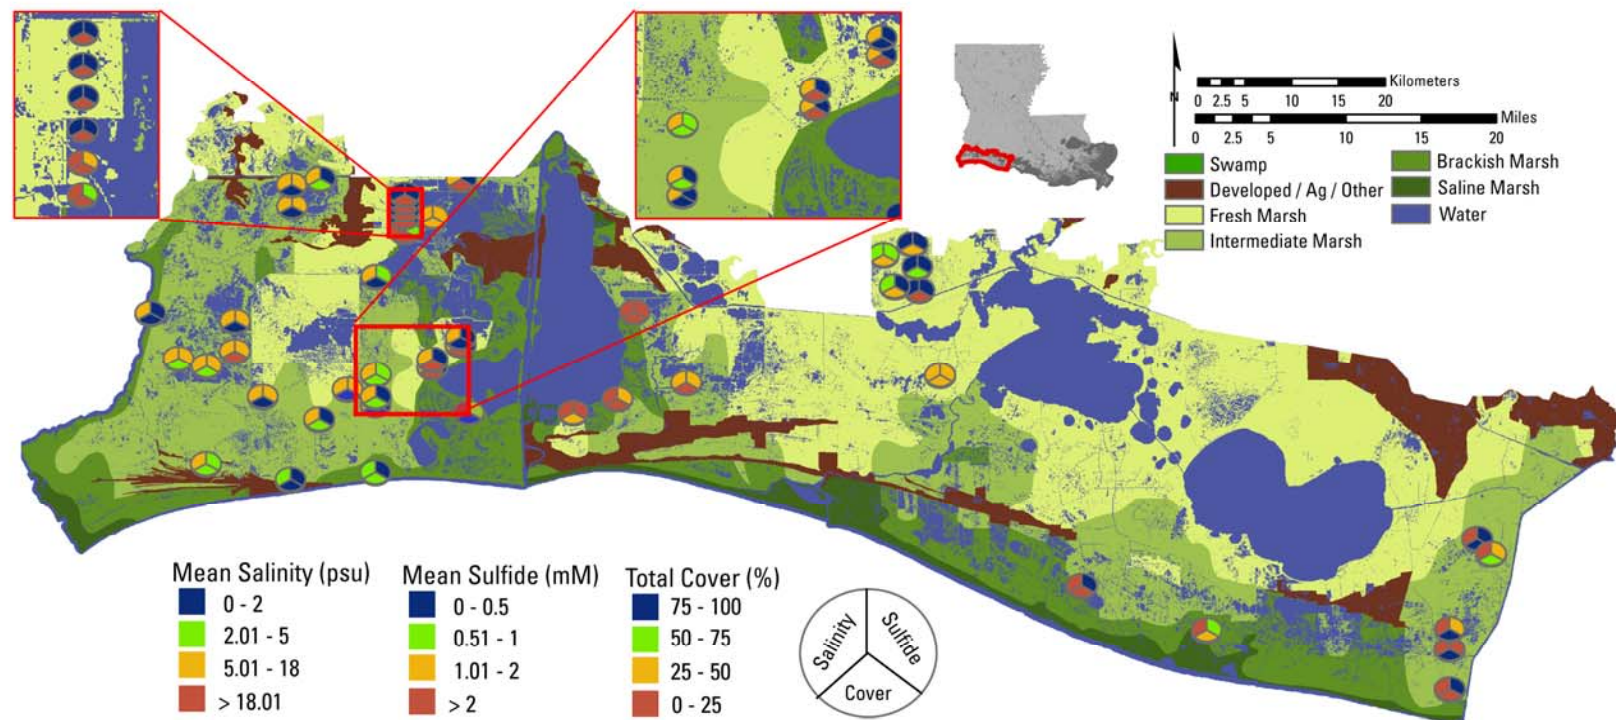 N
Kilometers
0 2.5 5 10 15 20
Miles
0 2.5 5 10 15 20
Swamp
Developed / Ag / Other
Fresh Marsh
Intermediate Marsh
Brackish Marsh
Saline Marsh
Water
Mean Salinity (psu)
0 - 2
2.01 - 5
5.01 - 18
> 18.01
Mean Sulfide (mM)
0 - 0.5
0.51 - 1
1.01 - 2
> 2
Total Cover (%)
75 - 100
50 - 75
25 - 50
0 - 25
Salinity
Sulfide
Cover